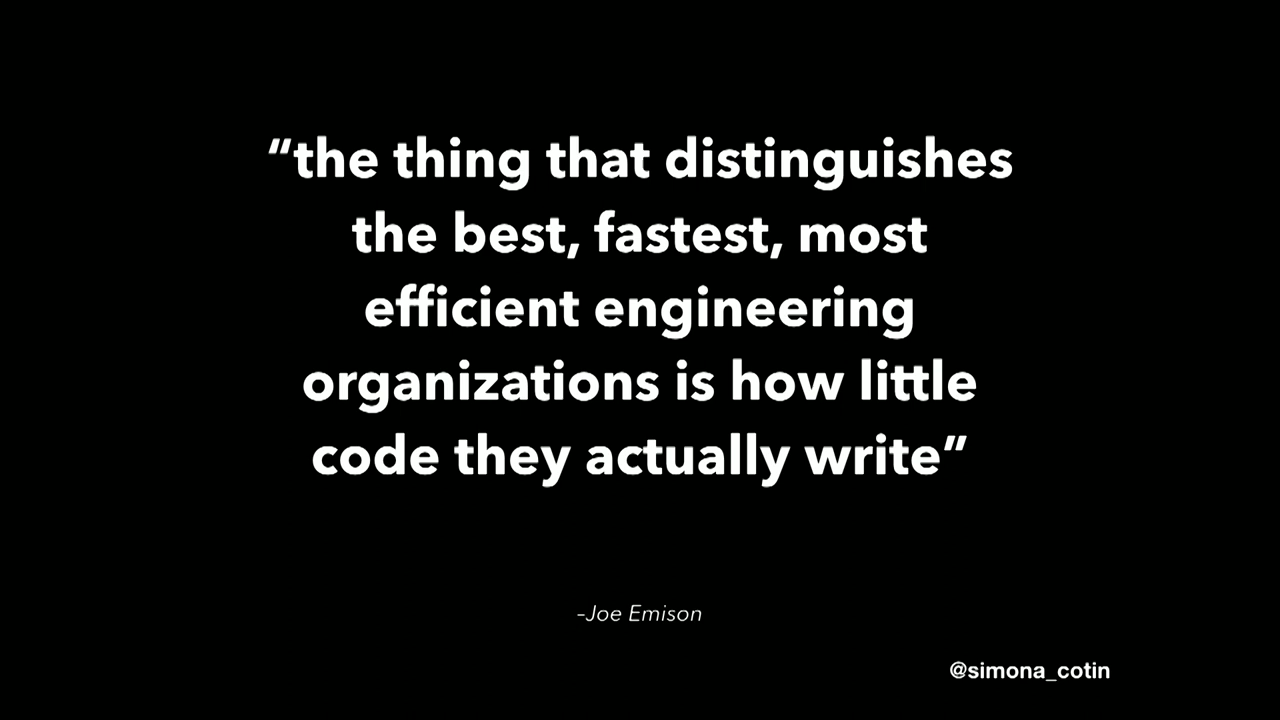 “the thing that distinguishes
the best, fastest, most
efficient engineering
organizations is how little
code they actually write”
–Joe Emison
@simona_cotin